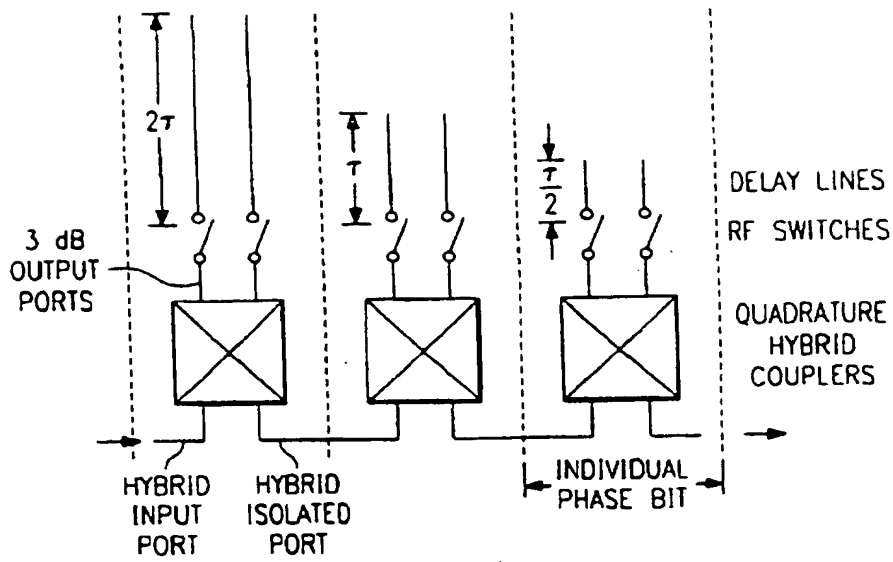 2τ
τ
τ
2
DELAY LINES
RF SWITCHES
3 dB
OUTPUT
PORTS
QUADRATURE
HYBRID
COUPLERS
HYBRID
INPUT
PORT
HYBRID
ISOLATED
PORT
INDIVIDUAL
PHASE BIT